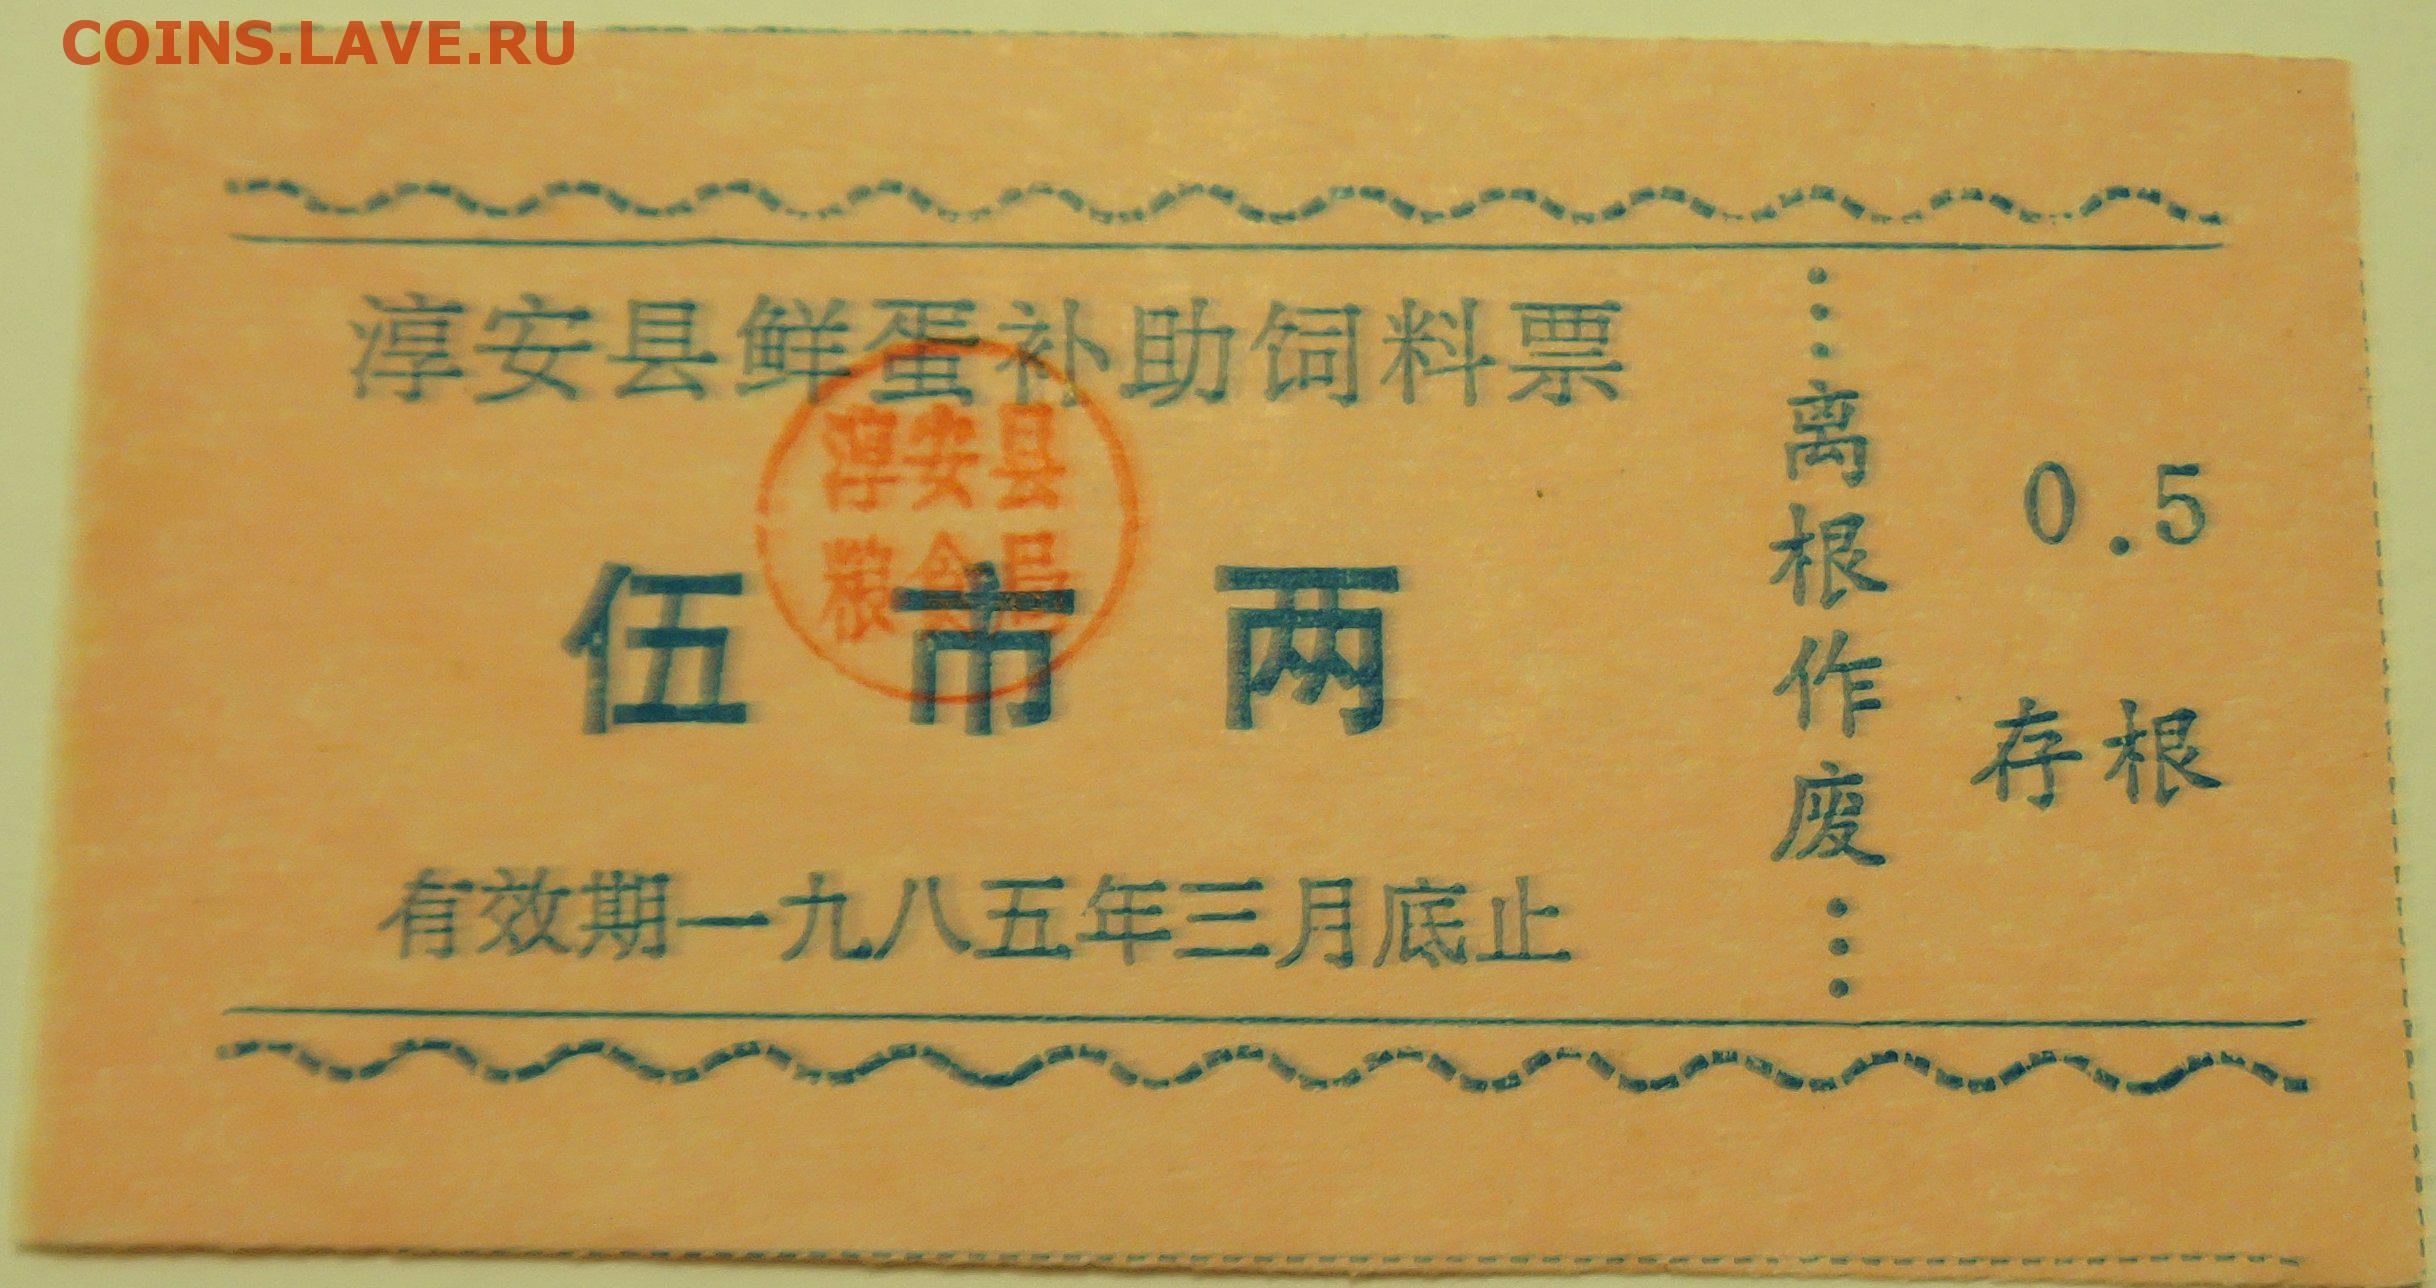 COINS.LAVE.RU
淳安县鲜蛋补助饲料票
淳安县
粮食局
伍市两
有效期一九八五年三月底止
离根作废
0.5
存根